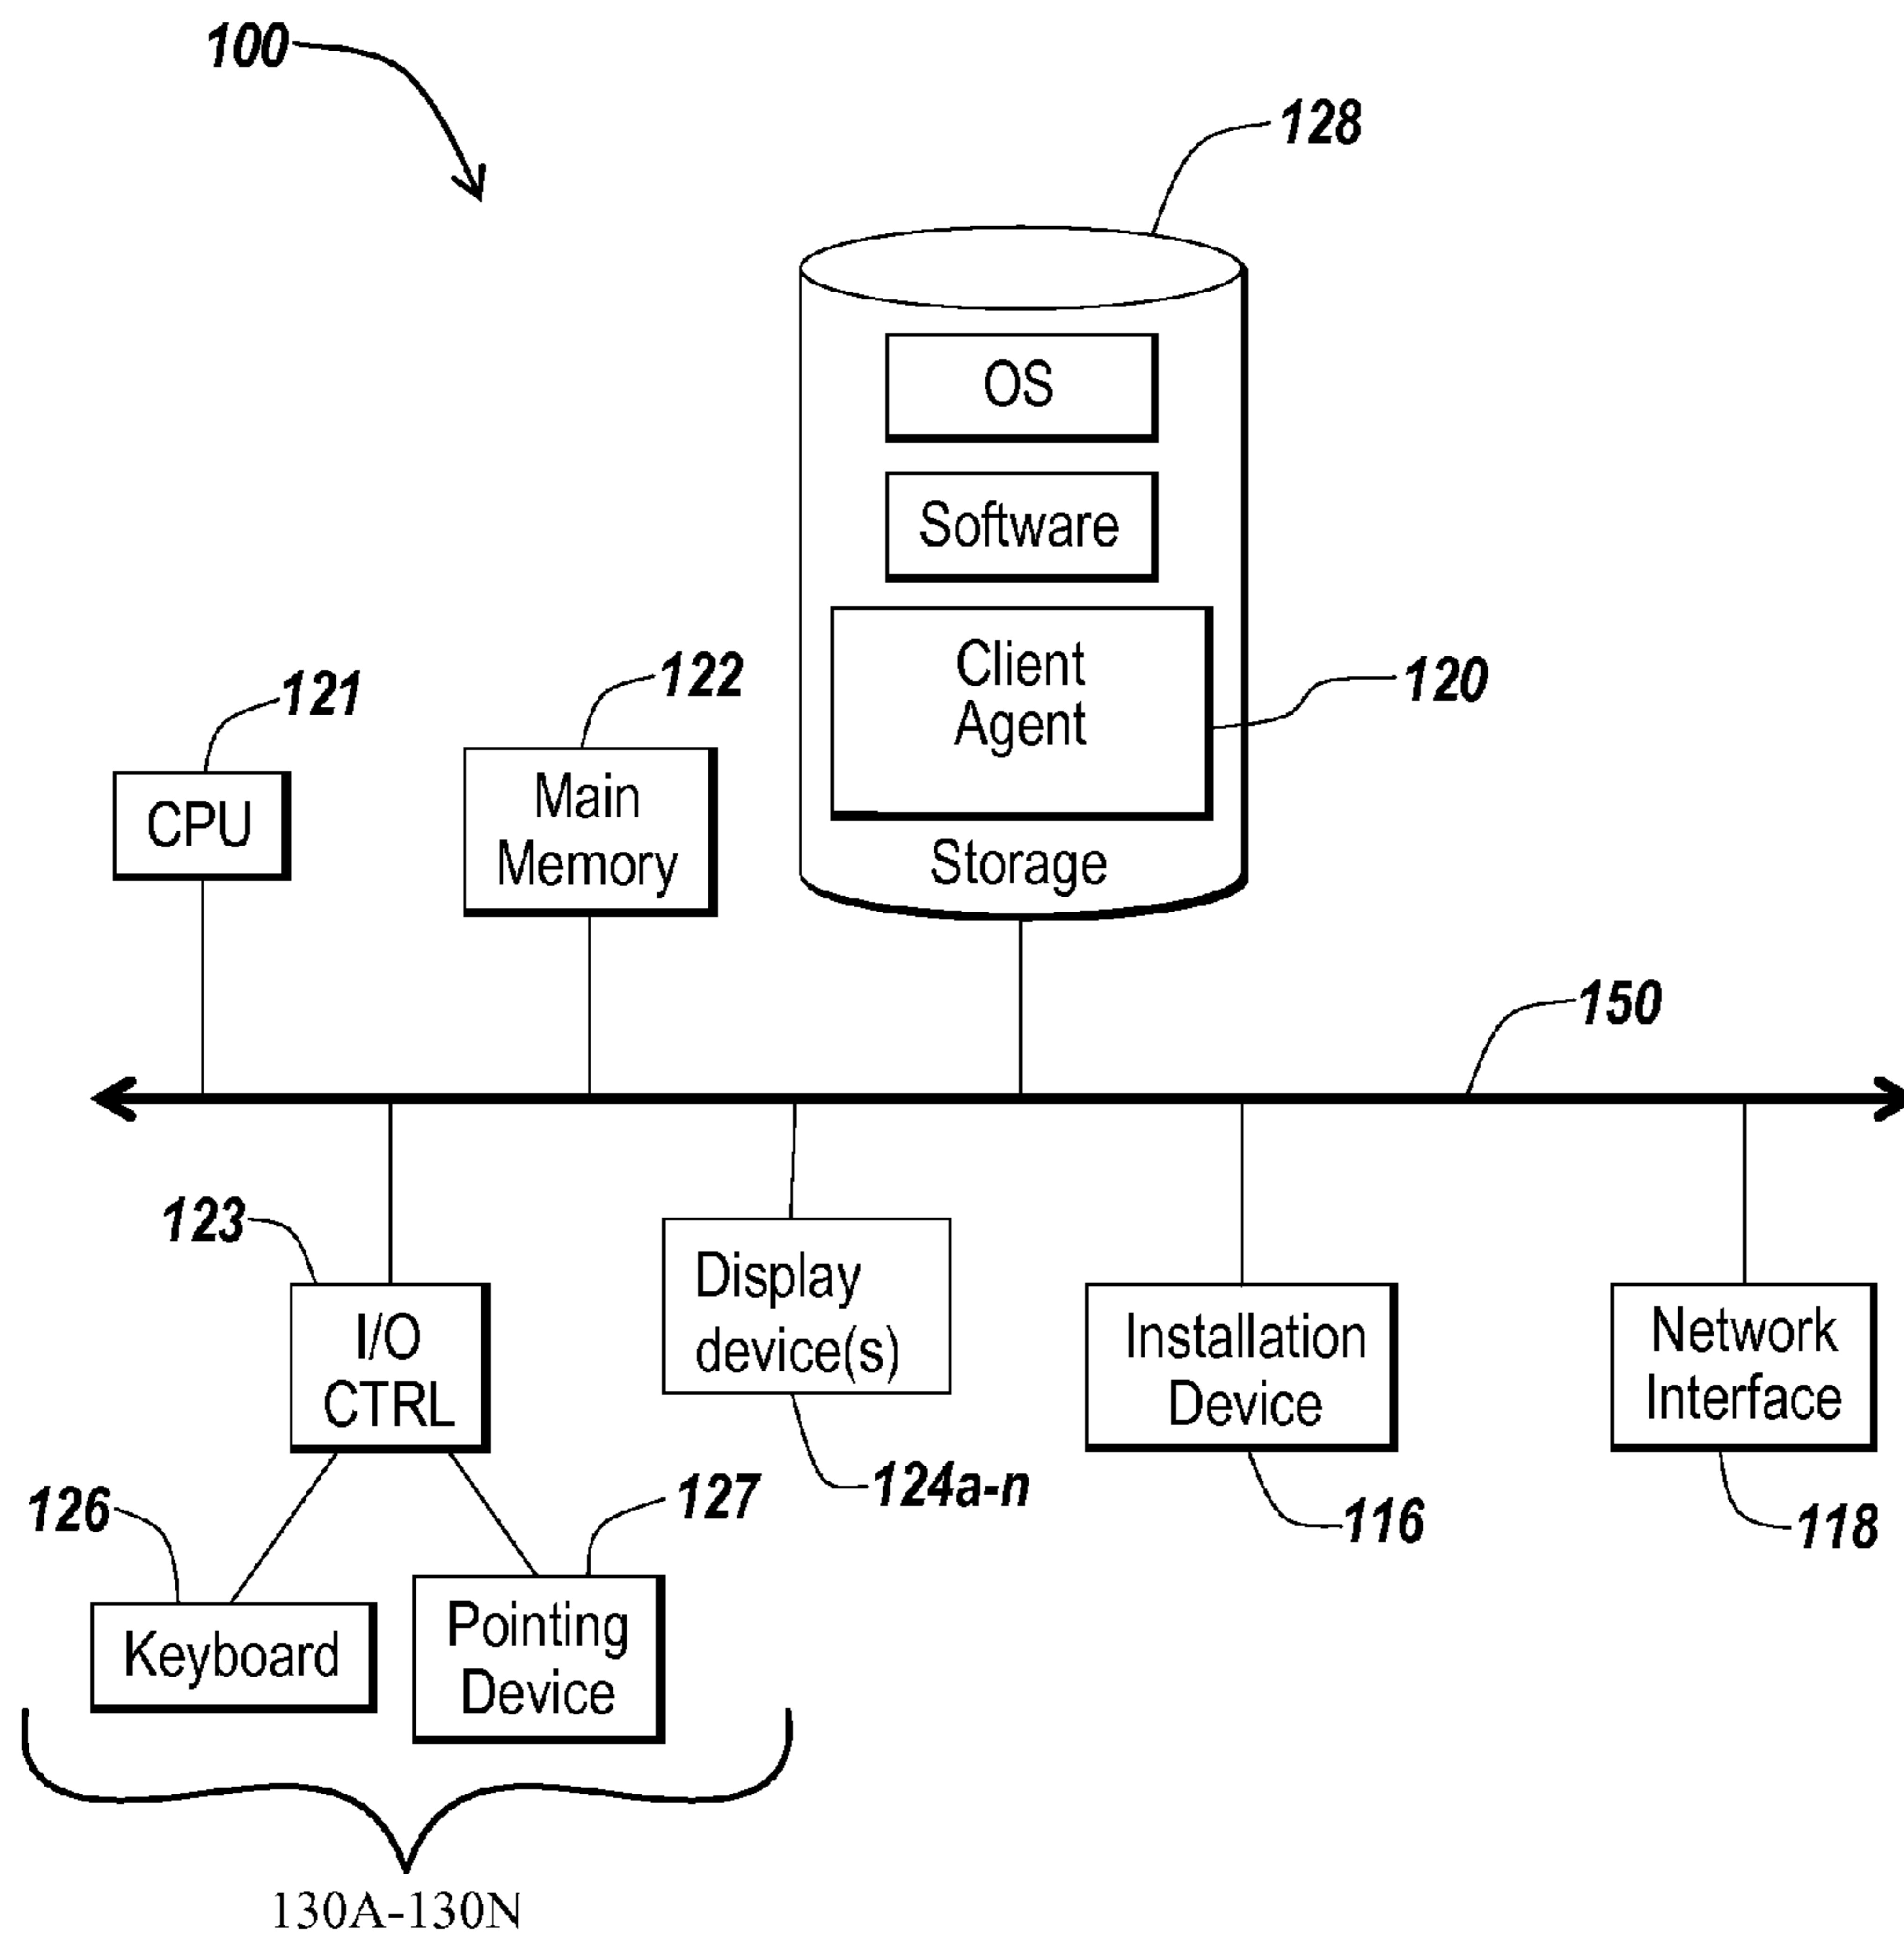 100
128
OS
Software
Client
Agent
120
121
122
CPU
Main
Memory
Storage
150
123
I/O
CTRL
Display
device(s)
Installation
Device
Network
Interface
126
127
124a-n
116
118
Keyboard
Pointing
Device
130A-130N